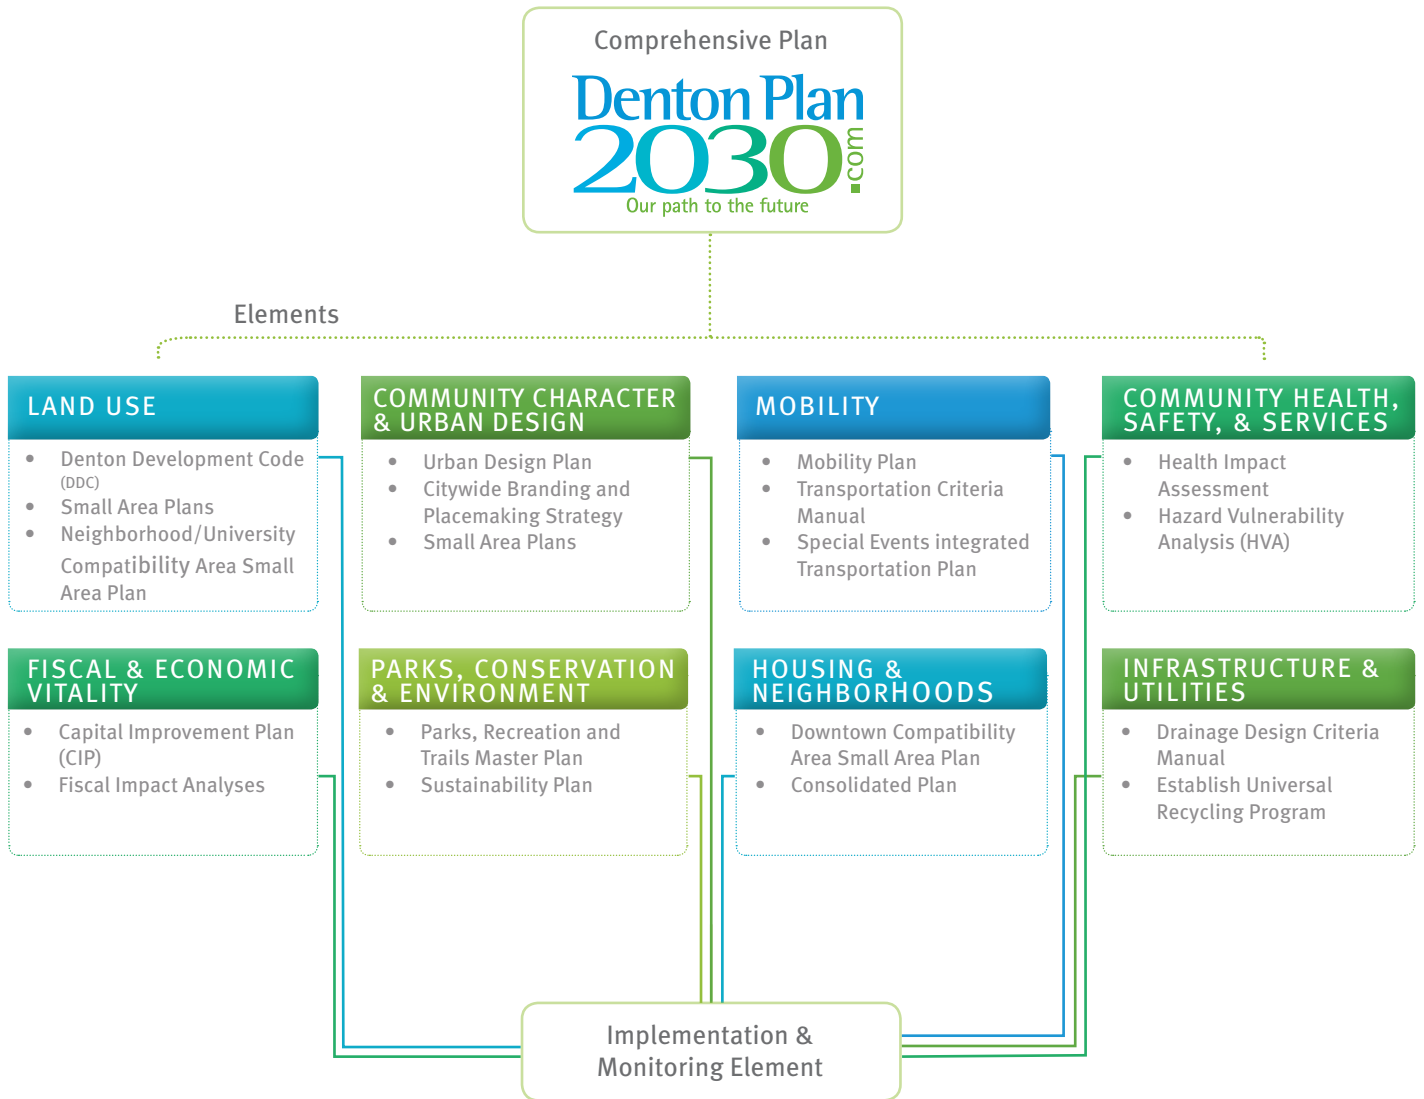 Comprehensive Plan
Denton Plan
2030.com
Our path to the future
Elements
LAND USE
• Denton Development Code
(DDC)
• Small Area Plans
• Neighborhood/University
Compatibility Area Small
Area Plan
COMMUNITY CHARACTER
& URBAN DESIGN
• Urban Design Plan
• Citywide Branding and
Placemaking Strategy
• Small Area Plans
MOBILITY
• Mobility Plan
• Transportation Criteria
Manual
• Special Events integrated
Transportation Plan
COMMUNITY HEALTH,
SAFETY, & SERVICES
• Health Impact
Assessment
• Hazard Vulnerability
Analysis (HVA)
FISCAL & ECONOMIC
VITALITY
• Capital Improvement Plan
(CIP)
• Fiscal Impact Analyses
PARKS, CONSERVATION
& ENVIRONMENT
• Parks, Recreation and
Trails Master Plan
• Sustainability Plan
HOUSING &
NEIGHBORHOODS
• Downtown Compatibility
Area Small Area Plan
• Consolidated Plan
INFRASTRUCTURE &
UTILITIES
• Drainage Design Criteria
Manual
• Establish Universal
Recycling Program
Implementation &
Monitoring Element